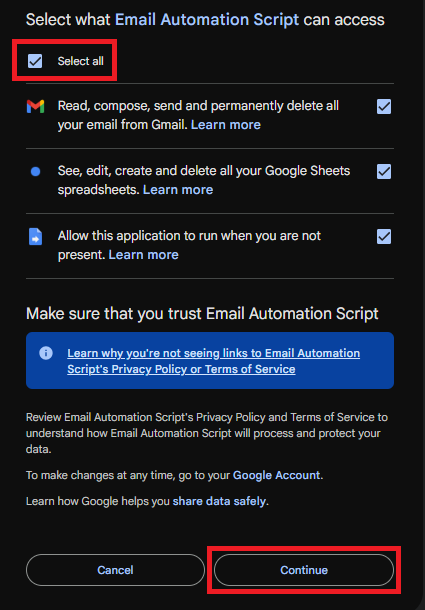 Select what Email Automation Script can access
Select all
Read, compose, send and permanently delete all
your email from Gmail. Learn more
See, edit, create and delete all your Google Sheets
spreadsheets. Learn more
Allow this application to run when you are not
present. Learn more
Make sure that you trust Email Automation Script
Learn why you're not seeing links to Email Automation
Script's Privacy Policy or Terms of Service
Review Email Automation Script's Privacy Policy and Terms of Service to
understand how Email Automation Script will process and protect your
data.
To make changes at any time, go to your Google Account.
Learn how Google helps you share data safely.
Cancel
Continue